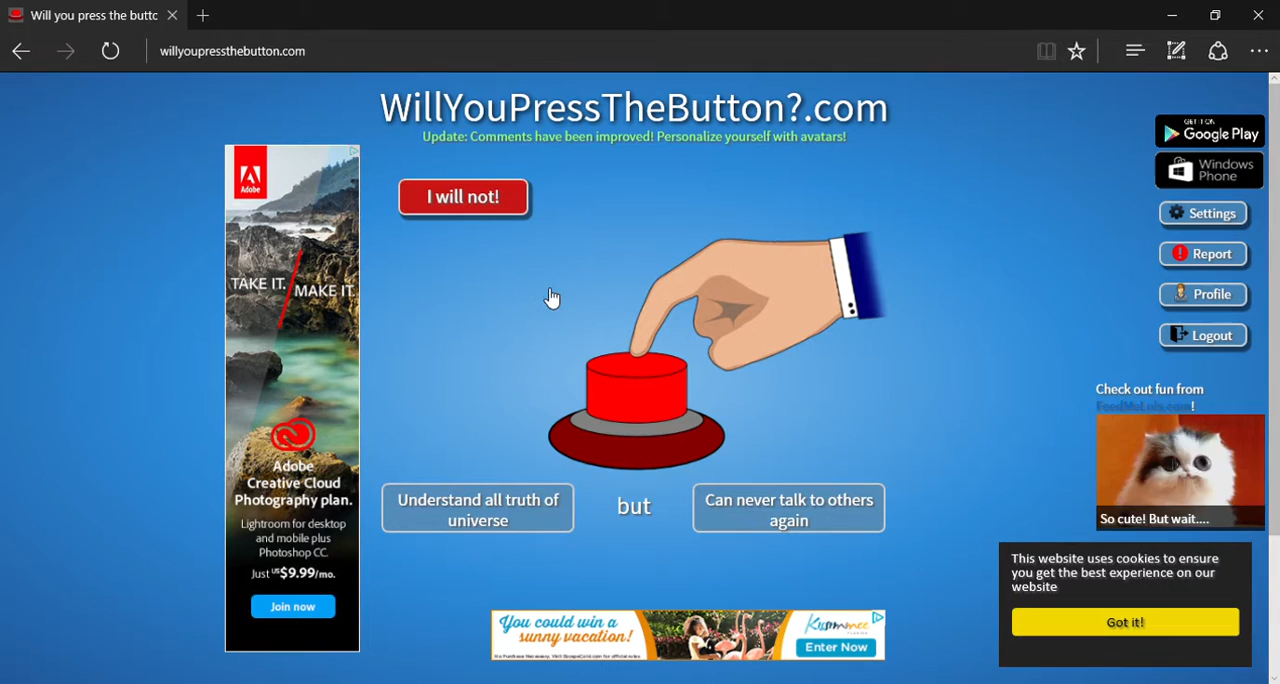 Will you press the buttc
willyoupressthebutton.com
WillYouPressTheButton?.com
Update: Comments have been improved! Personalize yourself with avatars!
I will not!
Understand all truth of
universe
but
Can never talk to others
again
Adobe
TAKE IT.
MAKE IT.
Adobe
Creative Cloud
Photography plan.
Lightroom for desktop
and mobile plus
Photoshop CC.
Just US$9.99/mo.
Join now
You could win a
sunny vacation!
Kissimmee
Enter Now
GET IT ON
Google Play
Windows
Phone
Settings
Report
Profile
Logout
Check out fun from
FeedMyLolz.com!
So cute! But wait....
This website uses cookies to ensure
you get the best experience on our
website
Got it!